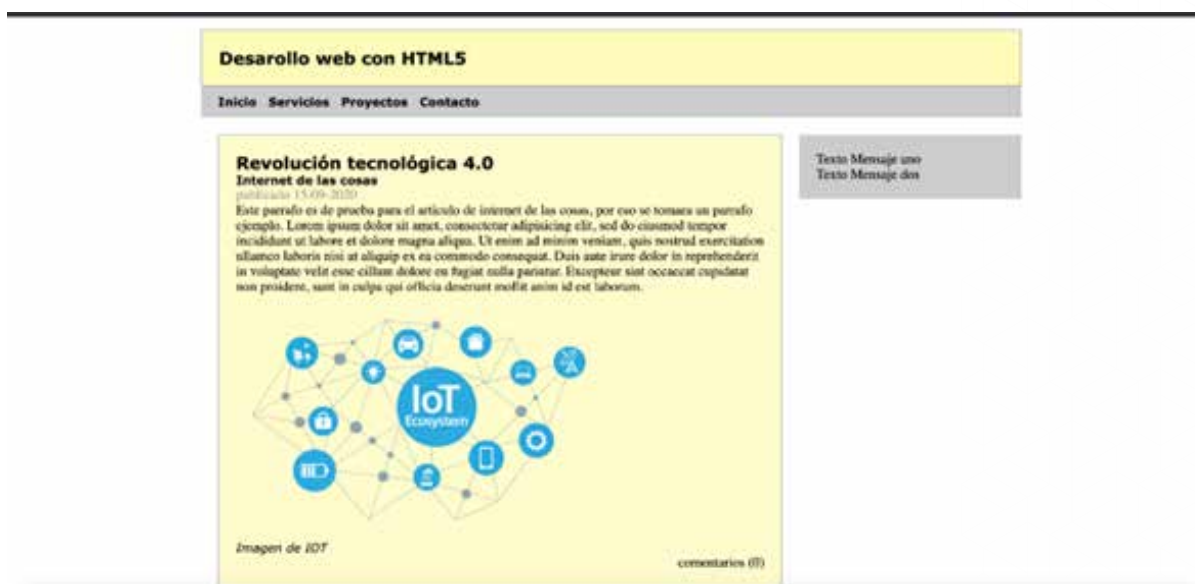 Desarollo web con HTML5
Inicio Servicios Proyectos Contacto
Revolución tecnológica 4.0
Internet de las cosas
publicado 15-09-2020
Este parrafo es de prueba para el articulo de internet de las cosas, por eso se tomara un parrafo
ejemplo. Lorem ipsum dolor sit amet, consectetur adipisicing elit, sed do eiusmod tempor
incididunt ut labore et dolore magna aliqua. Ut enim ad minim veniam, quis nostrud exercitation
ullamco laboris nisi ut aliquip ex ea commodo consequat. Duis aute irure dolor in reprehenderit
in voluptate velit esse cillum dolore eu fugiat nulla pariatur. Excepteur sint occaecat cupidatat
non proident, sunt in culpa qui officia deserunt mollit anim id est laborum.
IoT
Ecosystem
Imagen de IOT
comentarios (0)
Texto Mensaje uno
Texto Mensaje dos